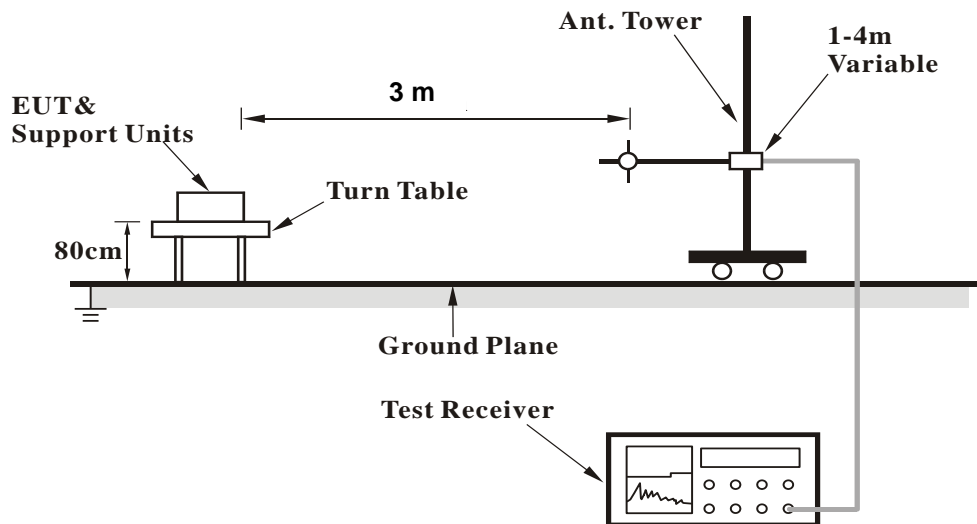 Ant. Tower
1-4m
Variable
3 m
EUT&
Support Units
Turn Table
80cm
Ground Plane
Test Receiver